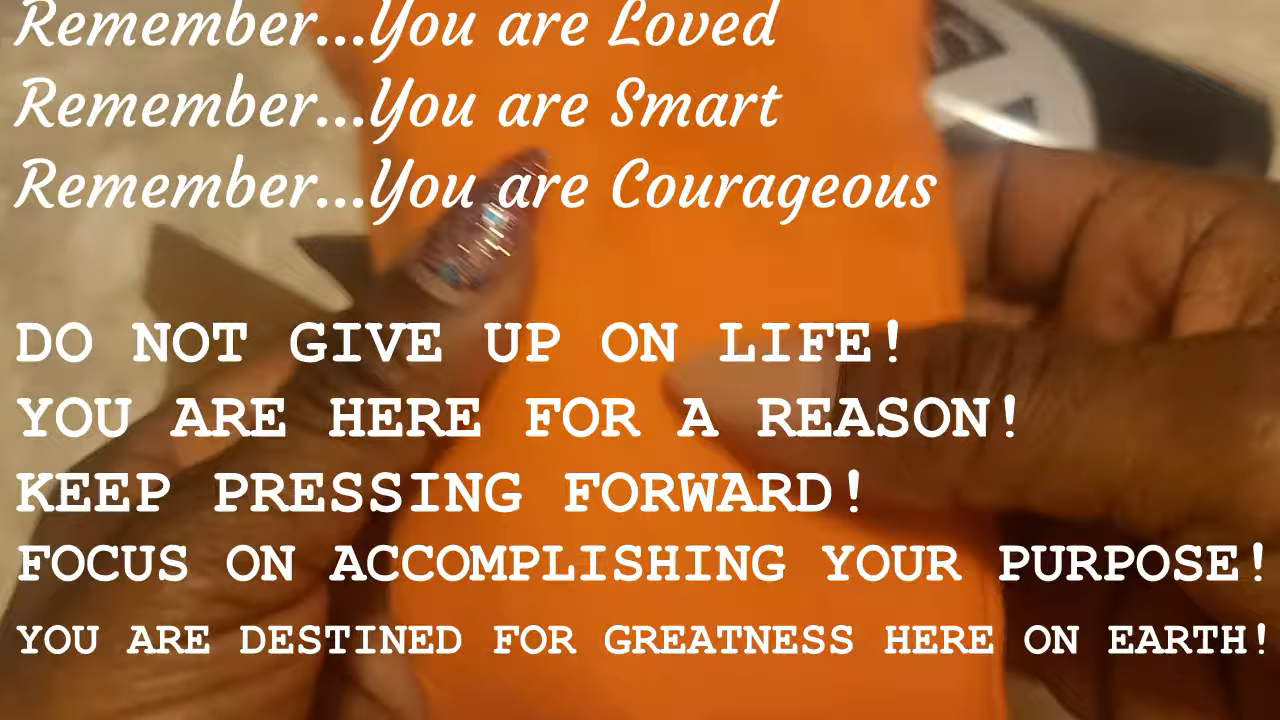 Remember...You are Loved
Remember...You are Smart
Remember...You are Courageous
DO NOT GIVE UP ON LIFE!
YOU ARE HERE FOR A REASON!
KEEP PRESSING FORWARD!
FOCUS ON ACCOMPLISHING YOUR PURPOSE!
YOU ARE DESTINED FOR GREATNESS HERE ON EARTH!